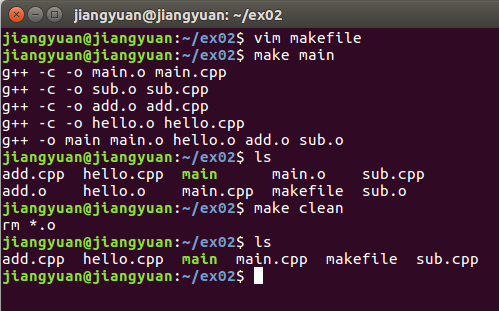 jiangyuan@jiangyuan: ~/ex02
jiangyuan@jiangyuan:~/ex02$ vim makefile
jiangyuan@jiangyuan:~/ex02$ make main
g++ -c -o main.o main.cpp
g++ -c -o sub.o sub.cpp
g++ -c -o add.o add.cpp
g++ -c -o hello.o hello.cpp
g++ -o main main.o hello.o add.o sub.o
jiangyuan@jiangyuan:~/ex02$ ls
add.cpp  hello.cpp  main      main.o    sub.cpp
add.o    hello.o    main.cpp  makefile  sub.o
jiangyuan@jiangyuan:~/ex02$ make clean
rm *.o
jiangyuan@jiangyuan:~/ex02$ ls
add.cpp  hello.cpp  main  main.cpp  makefile  sub.cpp
jiangyuan@jiangyuan:~/ex02$